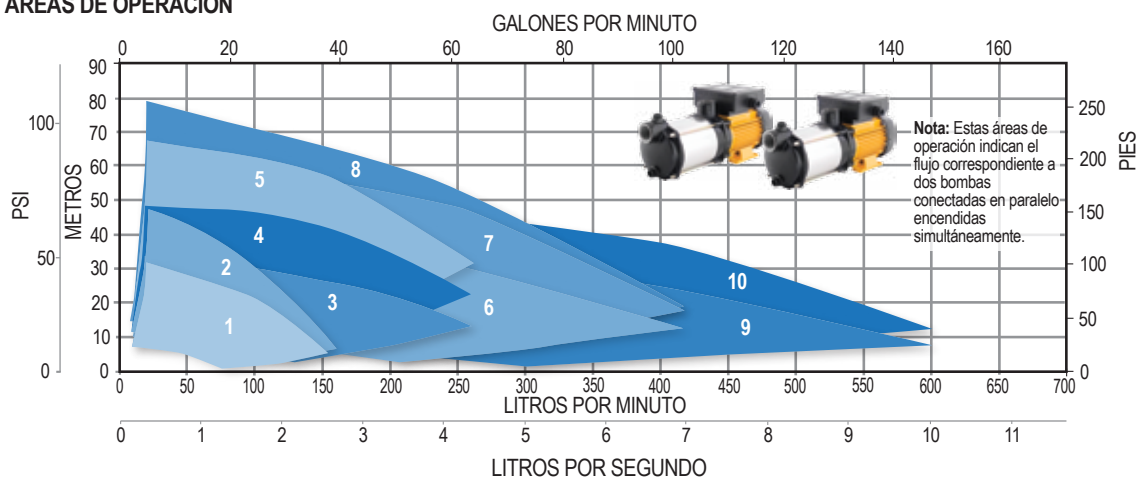 ÁREAS DE OPERACIÓN
GALONES POR MINUTO
0 20 40 60 80 100 120 140 160
PSI
100
50
0
METROS
90
80
70
60
50
40
30
20
10
0
PIES
250
200
150
100
50
0
8
5
4
7
2
10
3
6
1
9
Nota: Estas áreas de
operación indican el
flujo correspondiente a
dos bombas
conectadas en paralelo
encendidas
simultáneamente.
0 50 100 150 200 250 300 350 400 450 500 550 600 650 700
LITROS POR MINUTO
0 1 2 3 4 5 6 7 8 9 10 11
LITROS POR SEGUNDO